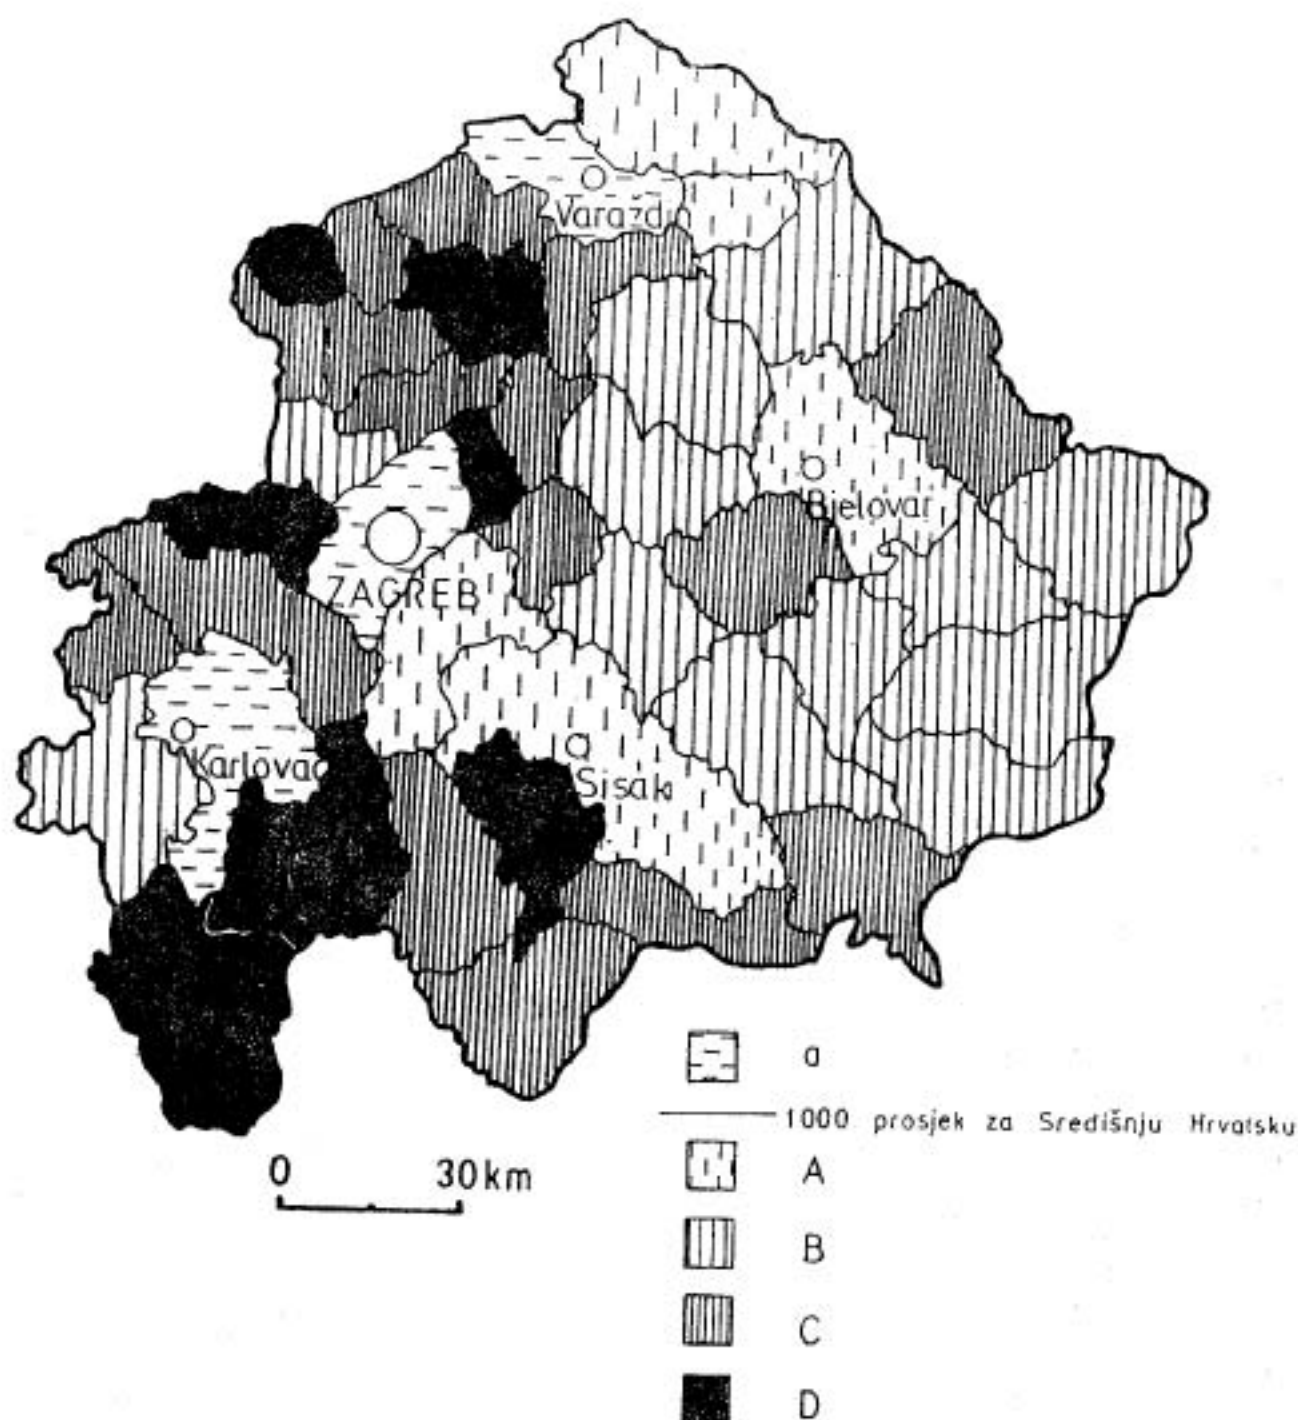 Varaždin
Bjelovar
ZAGREB
Karlovac
Sisak
a
1000 prosjek za Središnju Hrvatsku
0 30km
A
B
C
D